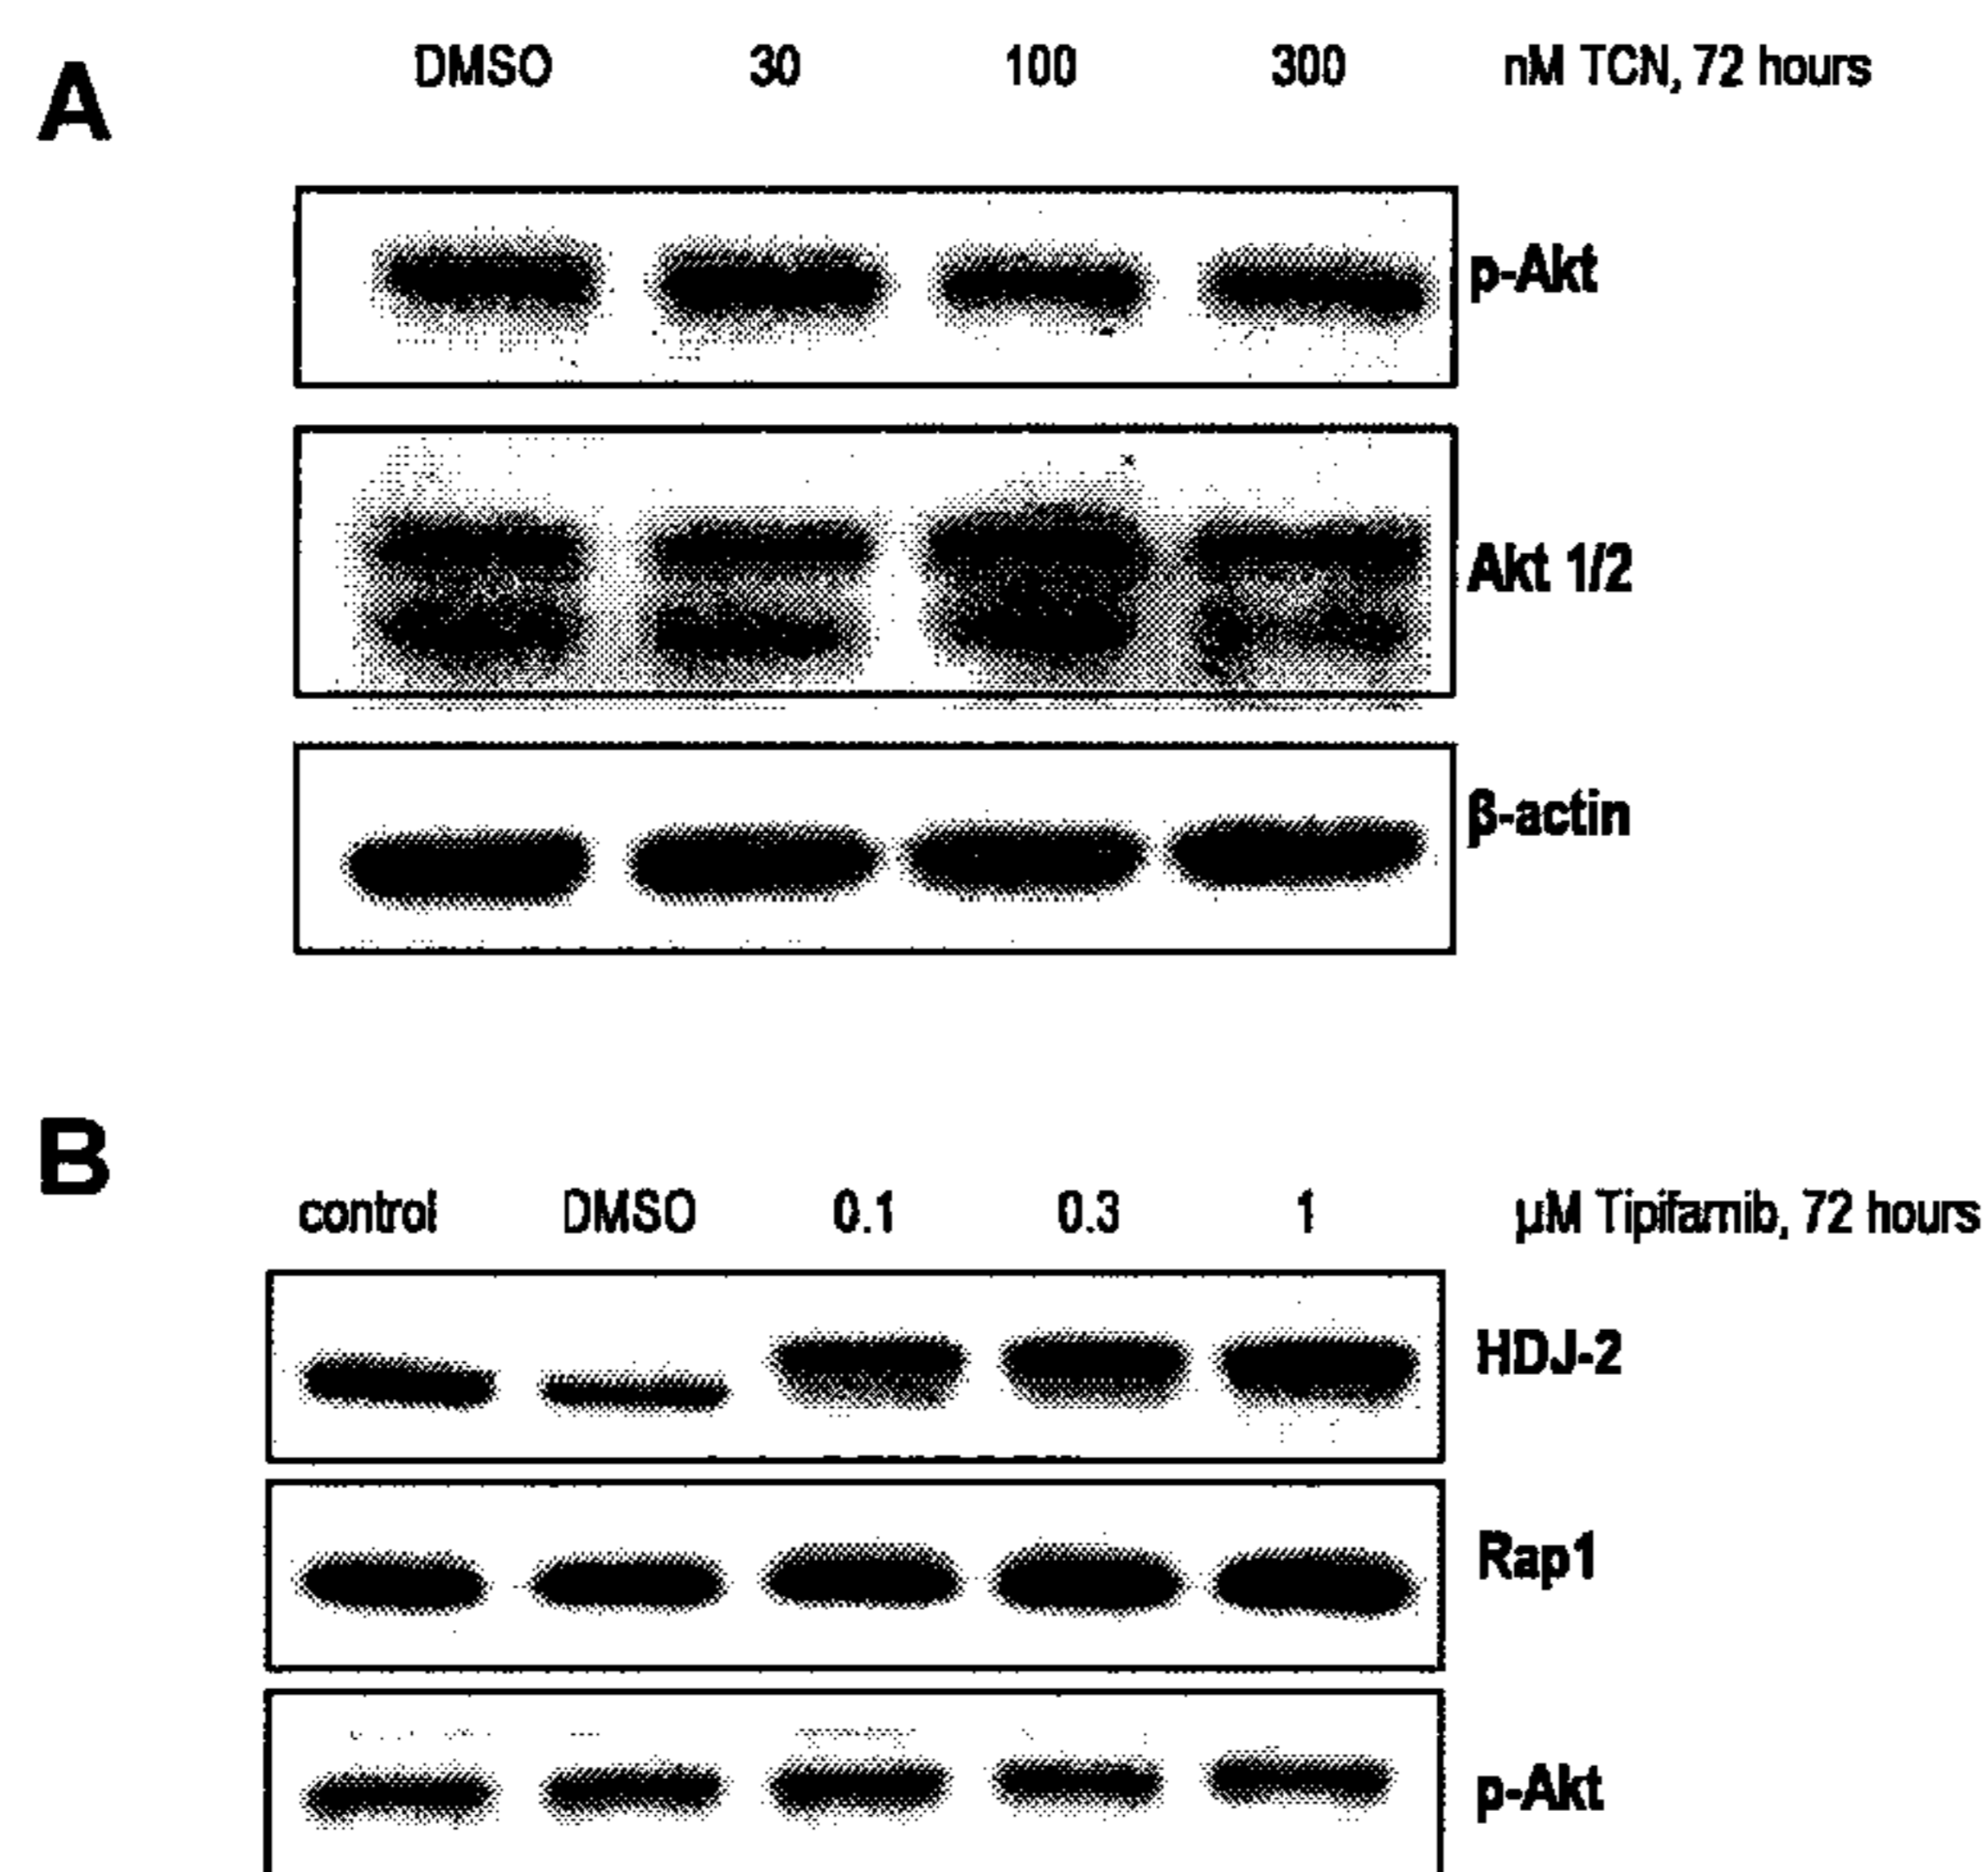 A
DMSO 30 100 300 nM TCN, 72 hours
p-Akt
Akt 1/2
β-actin
B
control DMSO 0.1 0.3 1 µM Tipifarnib, 72 hours
HDJ-2
Rap1
p-Akt